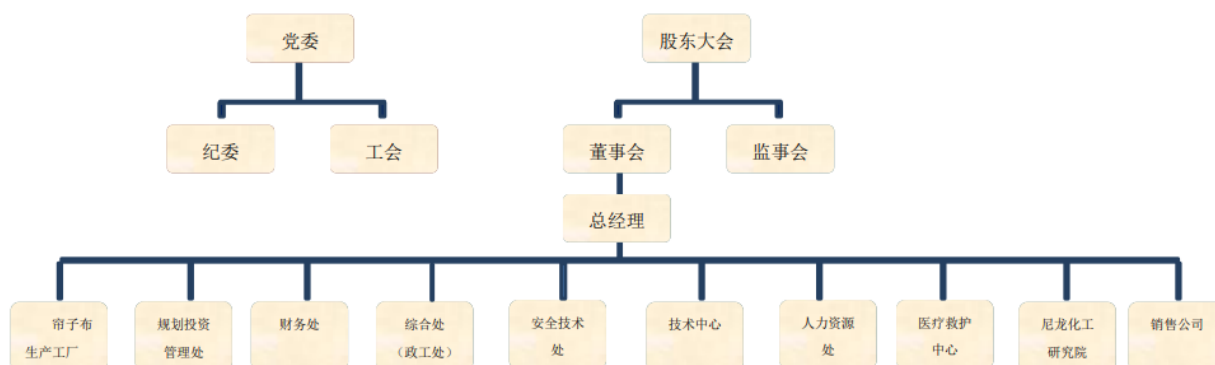 党委
股东大会
纪委
工会
董事会
监事会
总经理
帘子布
生产工厂
规划投资
管理处
财务处
综合处
（政工处）
安全技术
处
技术中心
人力资源
处
医疗救护
中心
尼龙化工
研究院
销售公司